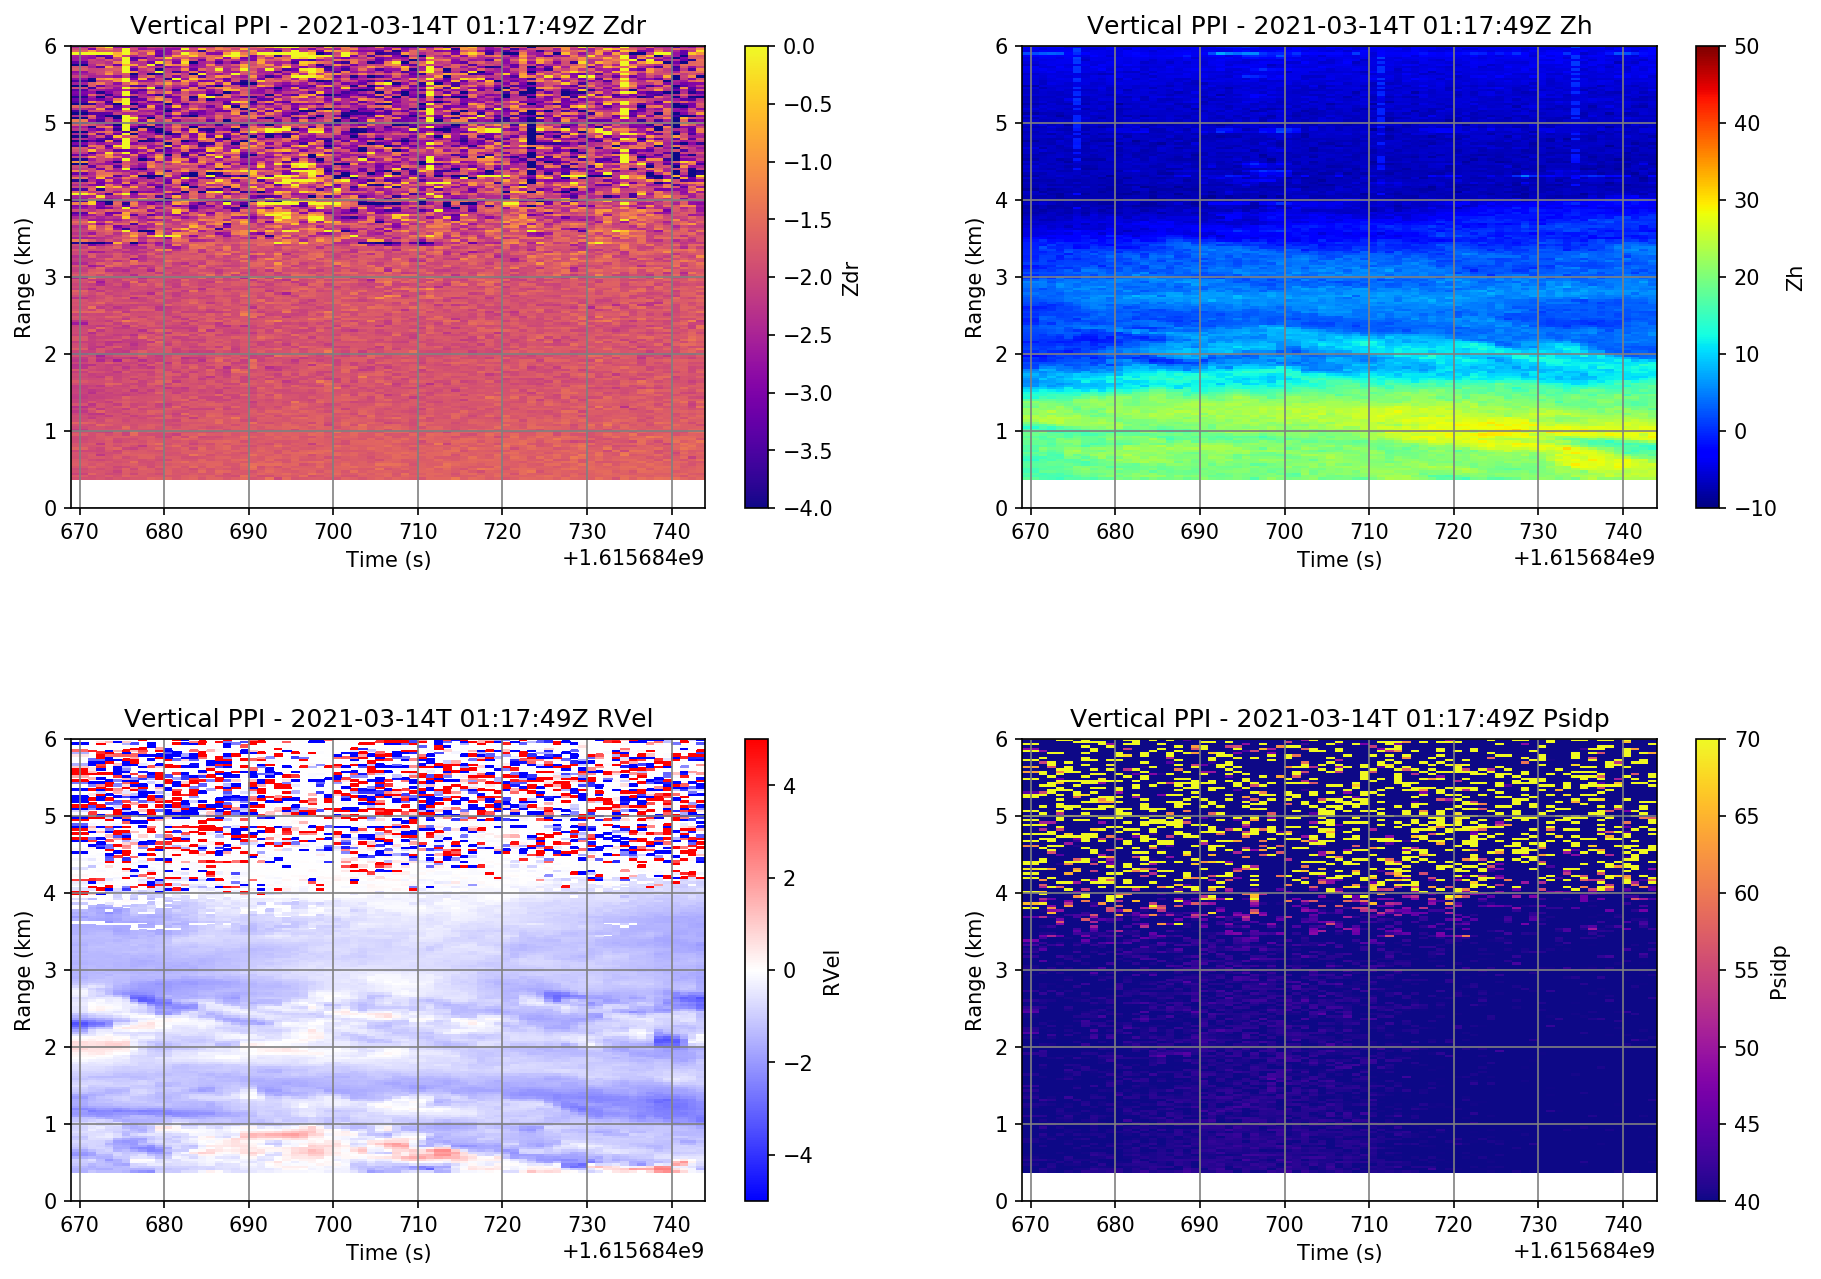 Vertical PPI - 2021-03-14T 01:17:49Z Zdr
6
5
4
3
2
1
0
Range (km)
670 680 690 700 710 720 730 740
Time (s)
+1.615684e9
0.0
−0.5
−1.0
−1.5
−2.0
−2.5
−3.0
−3.5
−4.0
Zdr
Vertical PPI - 2021-03-14T 01:17:49Z Zh
6
5
4
3
2
1
0
Range (km)
670 680 690 700 710 720 730 740
Time (s)
+1.615684e9
50
40
30
20
10
0
−10
Zh
Vertical PPI - 2021-03-14T 01:17:49Z RVel
6
5
4
3
2
1
0
Range (km)
670 680 690 700 710 720 730 740
Time (s)
+1.615684e9
4
2
0
−2
−4
RVel
Vertical PPI - 2021-03-14T 01:17:49Z Psidp
6
5
4
3
2
1
0
Range (km)
670 680 690 700 710 720 730 740
Time (s)
+1.615684e9
70
65
60
55
50
45
40
Psidp